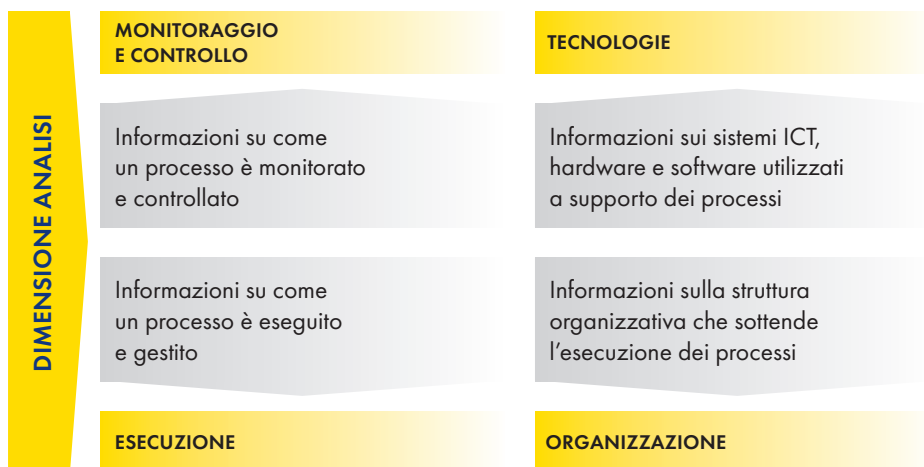 DIMENSIONE ANALISI
MONITORAGGIO
E CONTROLLO
Informazioni su come
un processo è monitorato
e controllato
Informazioni su come
un processo è eseguito
e gestito
ESECUZIONE
TECNOLOGIE
Informazioni sui sistemi ICT,
hardware e software utilizzati
a supporto dei processi
Informazioni sulla struttura
organizzativa che sottende
l’esecuzione dei processi
ORGANIZZAZIONE